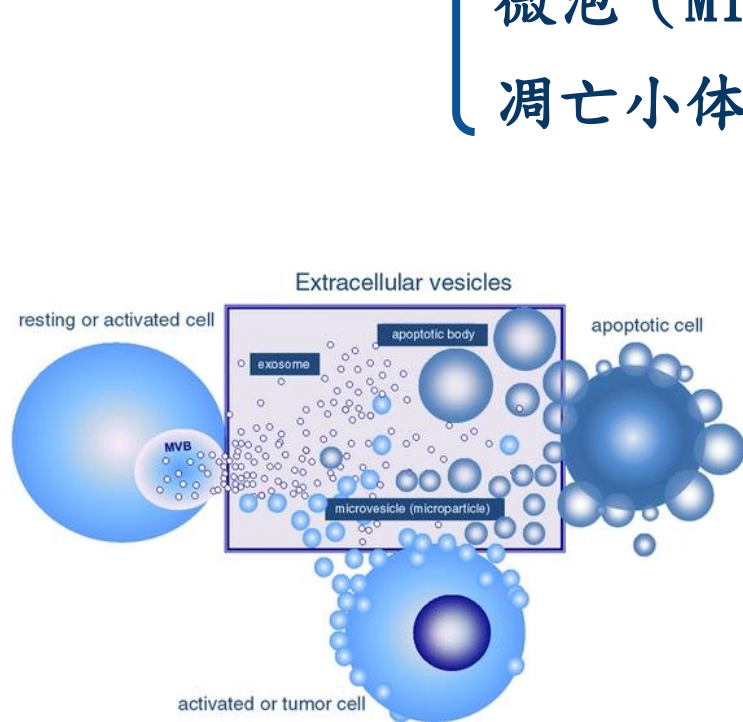 微泡（MI
凋亡小体
Extracellular vesicles
resting or activated cell
apoptotic body
apoptotic cell
exosome
MVB
microvesicle (microparticle)
activated or tumor cell